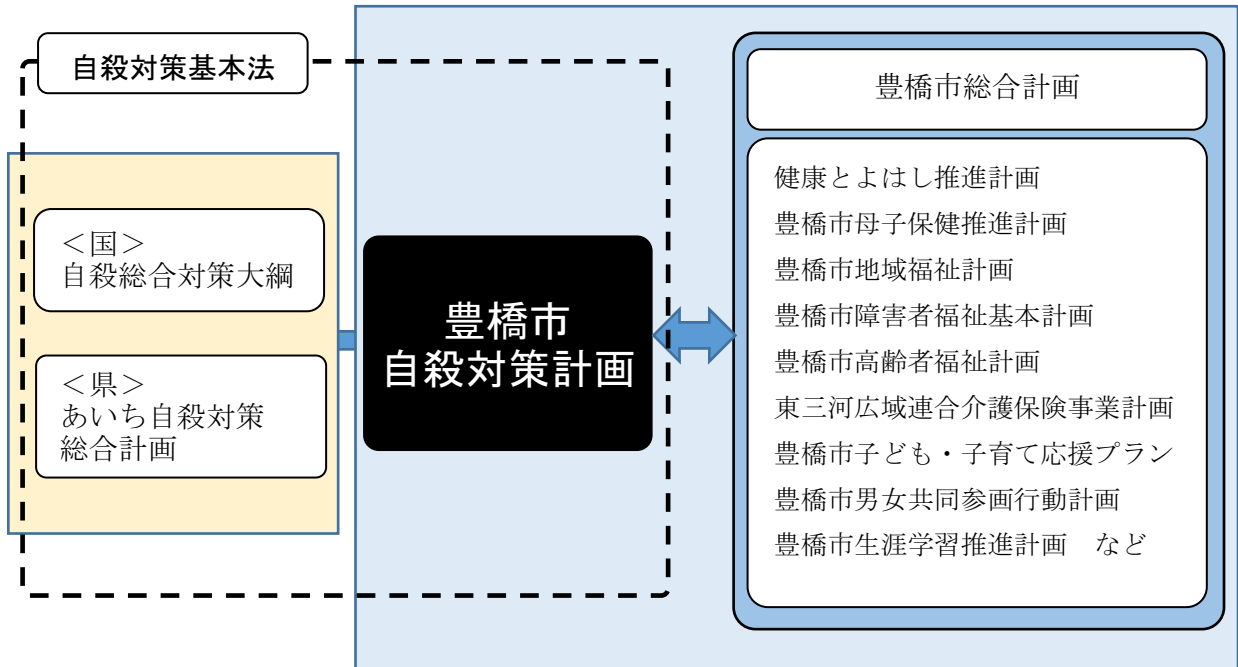 自殺対策基本法
＜国＞
自殺総合対策大綱
＜県＞
あいち自殺対策
総合計画
豊橋市
自殺対策計画
豊橋市総合計画
健康とよはし推進計画
豊橋市母子保健推進計画
豊橋市地域福祉計画
豊橋市障害者福祉基本計画
豊橋市高齢者福祉計画
東三河広域連合介護保険事業計画
豊橋市子ども・子育て応援プラン
豊橋市男女共同参画行動計画
豊橋市生涯学習推進計画　など